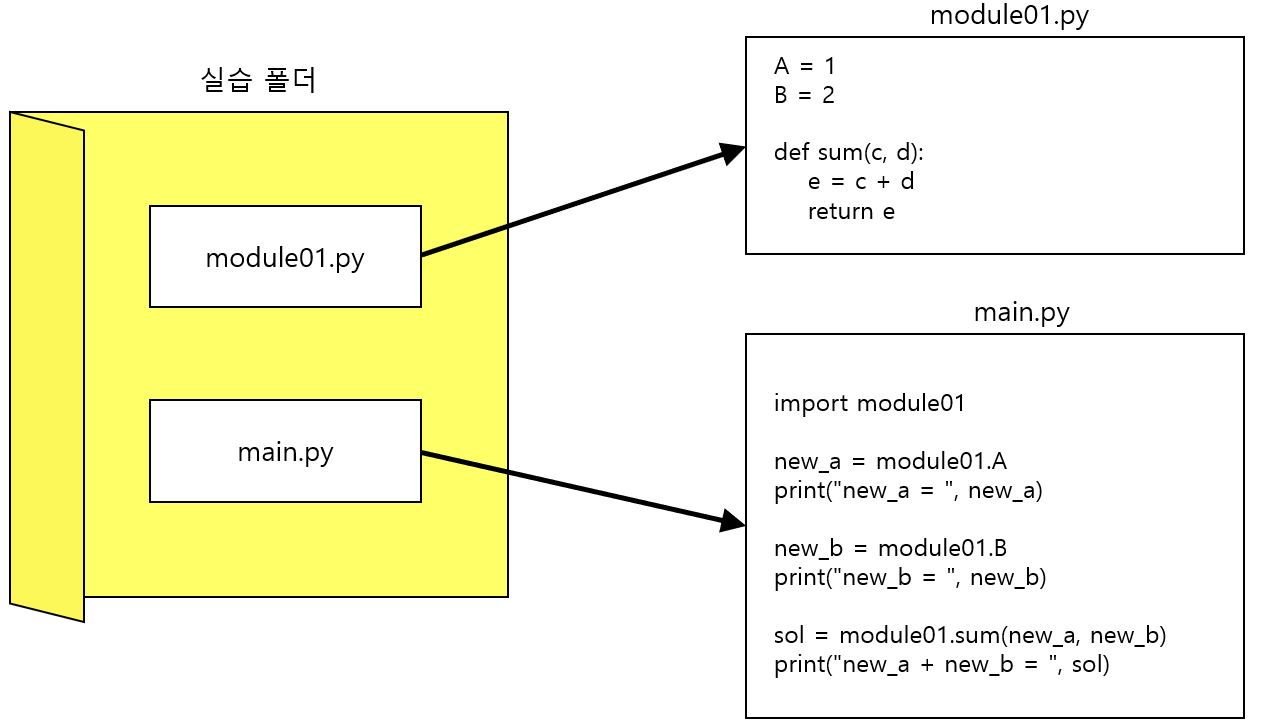 실습 폴더
module01.py
main.py
module01.py
A = 1
B = 2
def sum(c, d):
e = c + d
return e
main.py
import module01
new_a = module01.A
print("new_a = ", new_a)
new_b = module01.B
print("new_b = ", new_b)
sol = module01.sum(new_a, new_b)
print("new_a + new_b = ", sol)